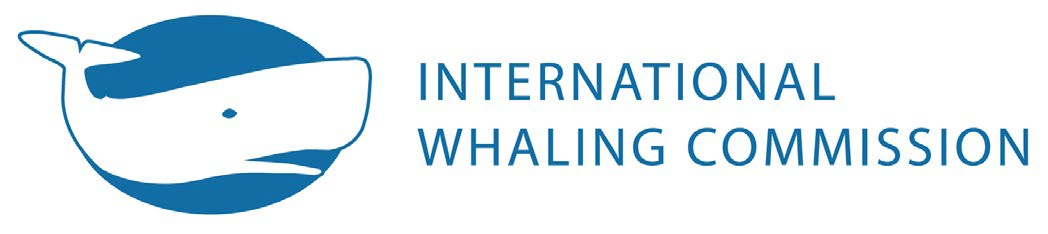 INTERNATIONAL
WHALING COMMISSION